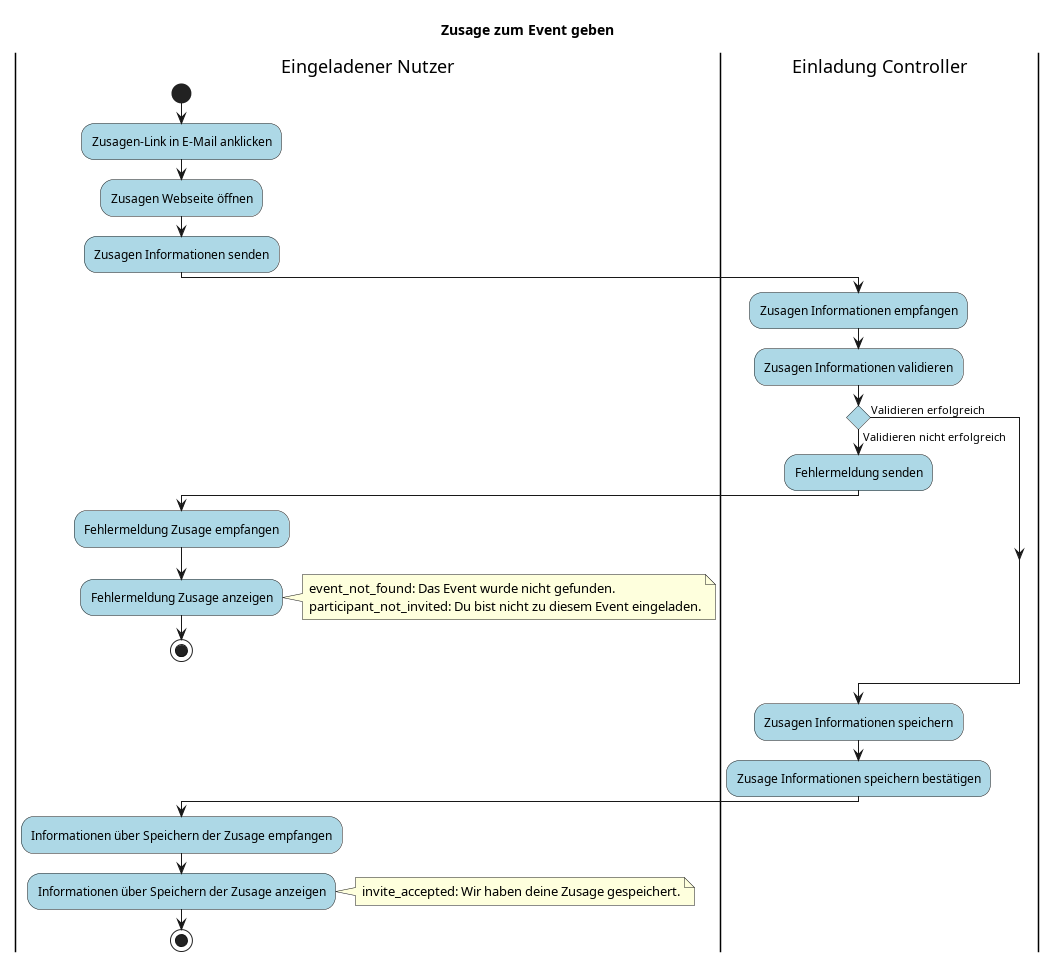 Zusage zum Event geben
Eingeladener Nutzer
Einladung Controller
Zusagen-Link in E-Mail anklicken
Zusagen Webseite öffnen
Zusagen Informationen senden
Zusagen Informationen empfangen
Zusagen Informationen validieren
Validieren erfolgreich
Validieren nicht erfolgreich
Fehlermeldung senden
Fehlermeldung Zusage empfangen
Fehlermeldung Zusage anzeigen
event_not_found: Das Event wurde nicht gefunden.
participant_not_invited: Du bist nicht zu diesem Event eingeladen.
Zusagen Informationen speichern
Zusage Informationen speichern bestätigen
Informationen über Speichern der Zusage empfangen
Informationen über Speichern der Zusage anzeigen
invite_accepted: Wir haben deine Zusage gespeichert.